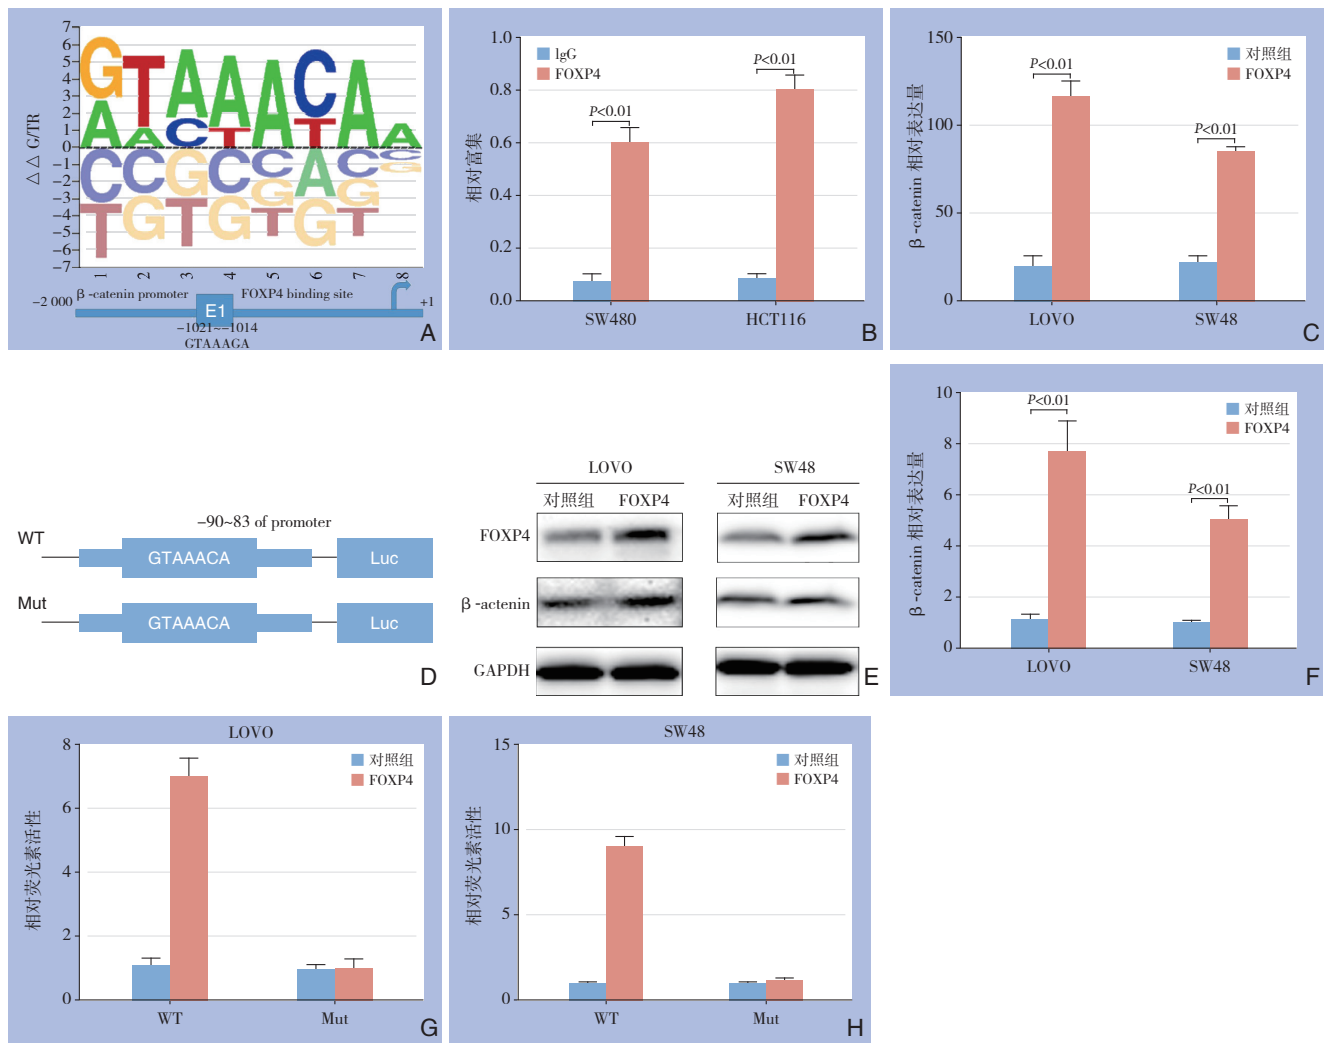 7
6
5
4
3
2
1
0
−1
−2
−3
−4
−5
−6
−7
△△G/TR
GTAAACAA
AACTT
CCGCCACC
TGTGGGGG
TT
1 2 3 4 5 6 7 8
β-catenin promoter FOXP4 binding site
−2 000 E1 +1
−1021~−1014
GTAAAGA
A
1.0
0.8
0.6
0.4
0.2
0.0
相对富集
IgG
FOXP4
P<0.01
P<0.01
SW480 HCT116
B
150
100
50
0
β-catenin 相对表达量
对照组
FOXP4
P<0.01
P<0.01
LOVO SW48
C
−90~83 of promoter
WT
GTAAACA Luc
Mut
GTAAACA Luc
D
LOVO SW48
对照组 FOXP4 对照组 FOXP4
FOXP4
β-actenin
GAPDH
E
10
8
6
4
2
0
β-catenin 相对表达量
对照组
FOXP4
P<0.01
P<0.01
LOVO SW48
F
LOVO
8
6
4
2
0
相对荧光素活性
对照组
FOXP4
WT Mut
G
SW48
15
10
5
0
相对荧光素活性
对照组
FOXP4
WT Mut
H